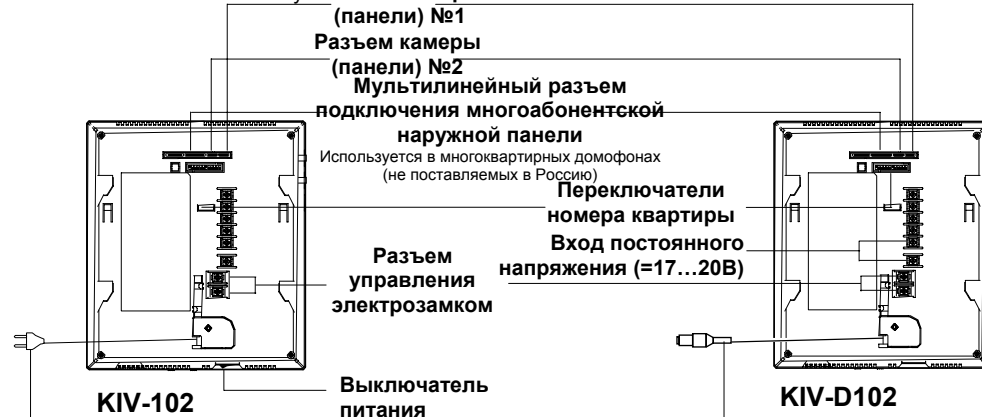 (панели) №1
Разъем камеры
(панели) №2
Мультилинейный разъем
подключения многоабонентской
наружной панели
Используется в многоквартирных домофонах
(не поставляемых в Россию)
Переключатели
номера квартиры
Вход постоянного
напряжения (=17...20В)
Разъем
управления
электрозамком
Выключатель
питания
KIV-102
KIV-D102